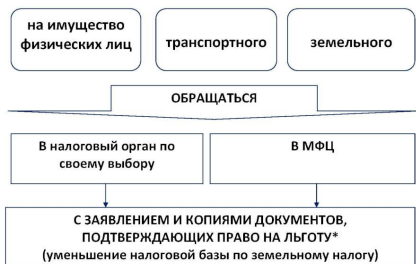 на имущество
физических лиц
транспортного
земельного
ОБРАЩАТЬСЯ
В налоговый орган по
своему выбору
В МФЦ
С ЗАЯВЛЕНИЕМ И КОПИЯМИ ДОКУМЕНТОВ,
ПОДТВЕРЖДАЮЩИХ ПРАВО НА ЛЬГОТУ*
(уменьшение налоговой базы по земельному налогу)